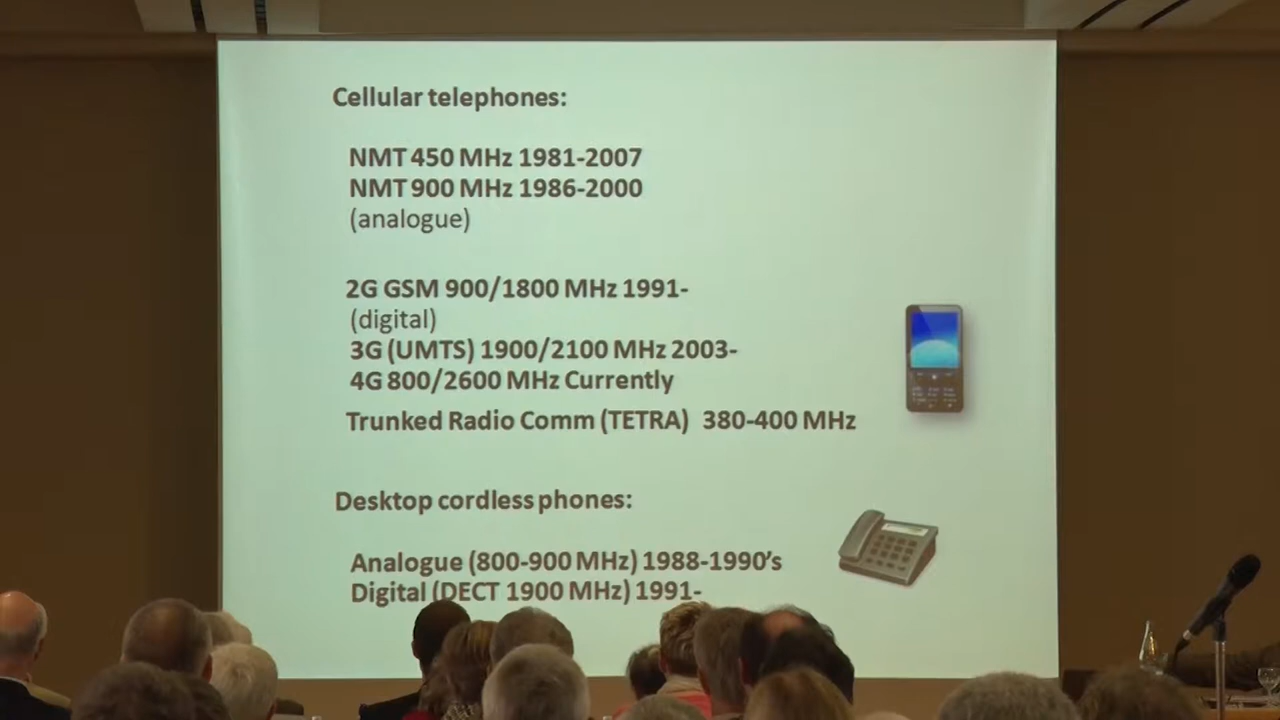 Cellular telephones:
NMT 450 MHz 1981-2007
NMT 900 MHz 1986-2000
(analogue)
2G GSM 900/1800 MHz 1991-
(digital)
3G (UMTS) 1900/2100 MHz 2003-
4G 800/2600 MHz Currently
Trunked Radio Comm (TETRA) 380-400 MHz
Desktop cordless phones:
Analogue (800-900 MHz) 1988-1990's
Digital (DECT 1900 MHz) 1991-